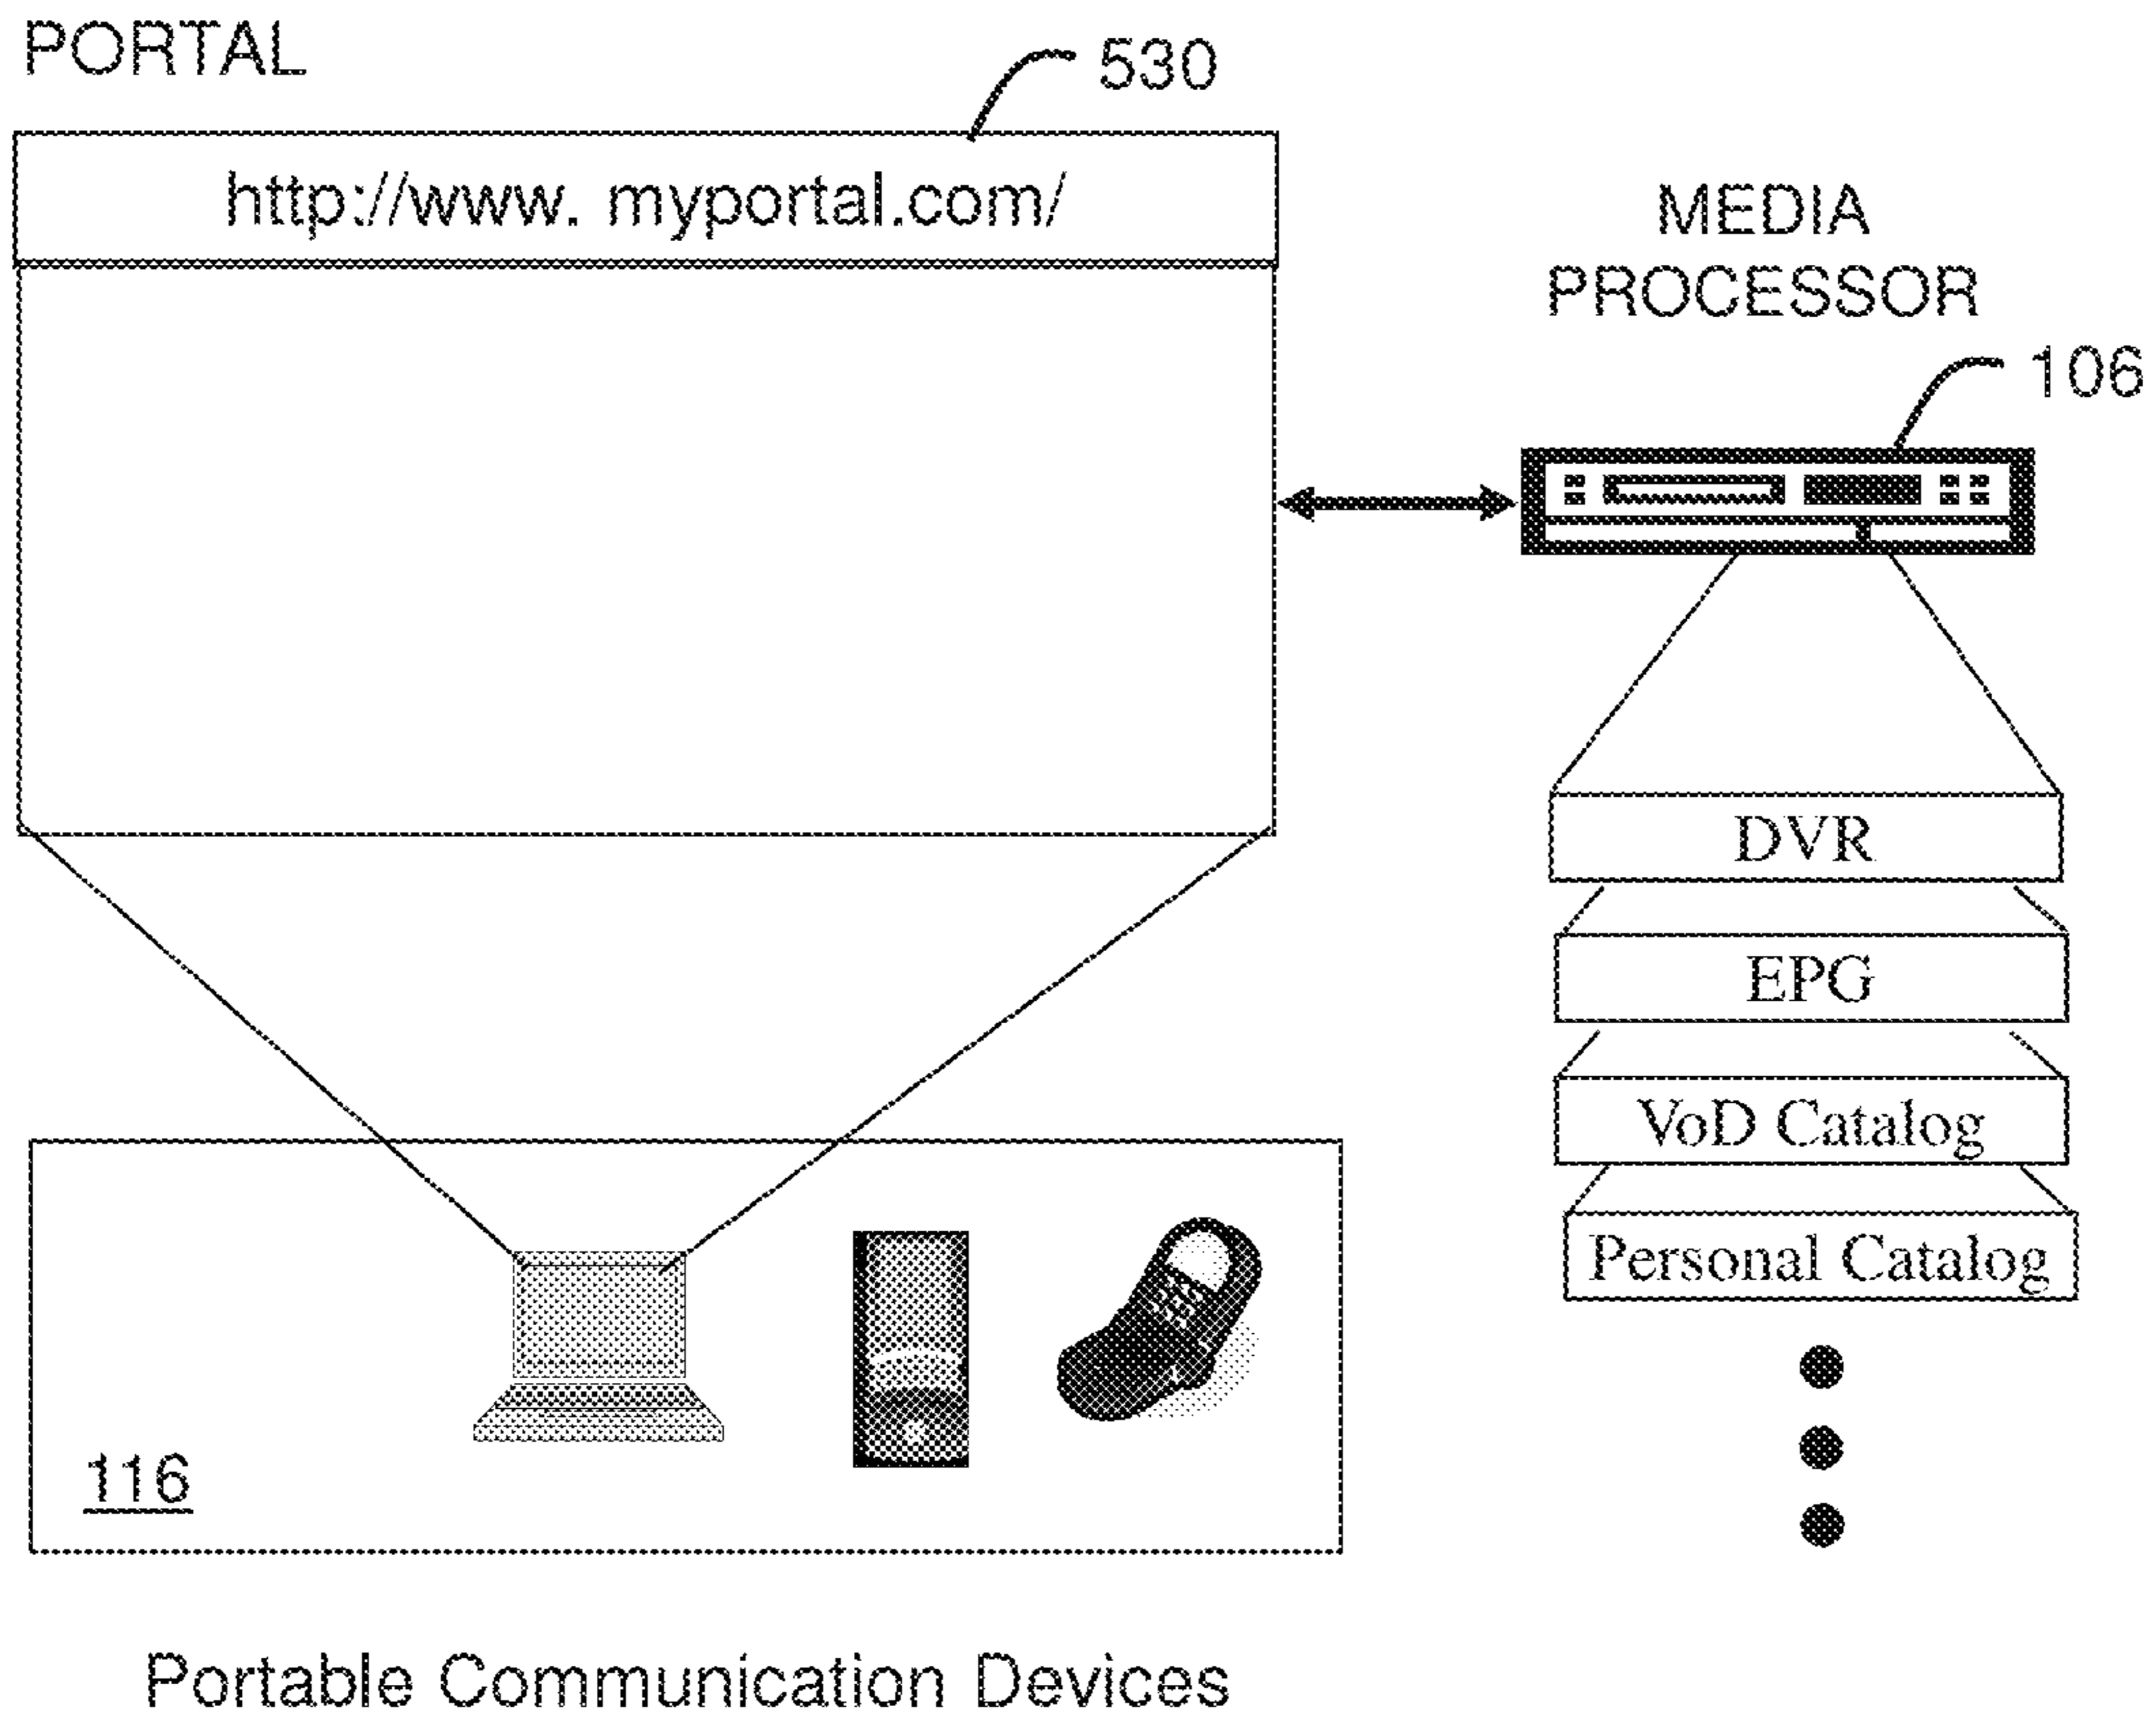 PORTAL
530
http://www. myportal.com/
MEDIA
PROCESSOR
106
DVR
EPG
VoD Catalog
Personal Catalog
116
Portable Communication Devices